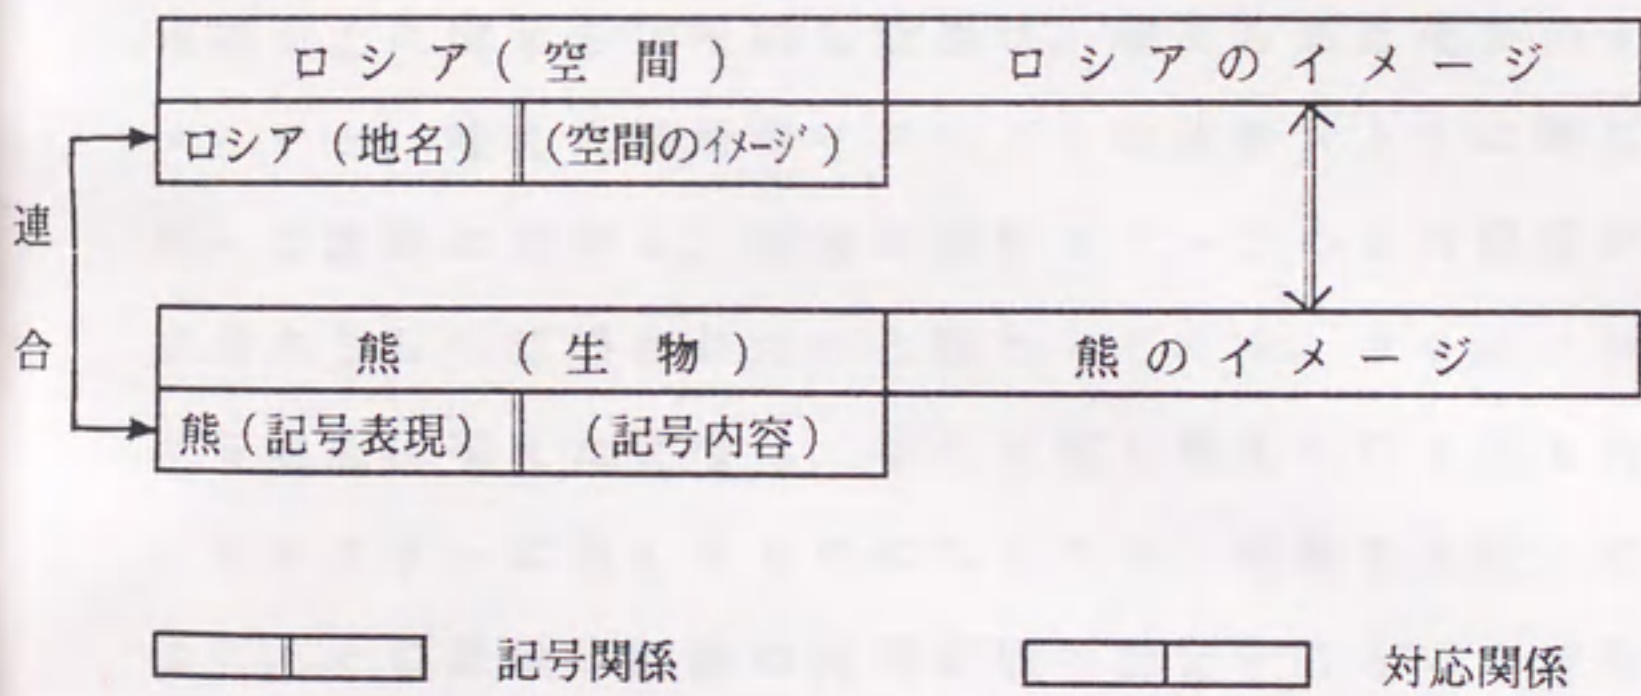 ロシア(空間) ロシアのイメージ
ロシア(地名) (空間のイメージ)
連合
熊(生物) 熊のイメージ
熊(記号表現) (記号内容)
記号関係 対応関係